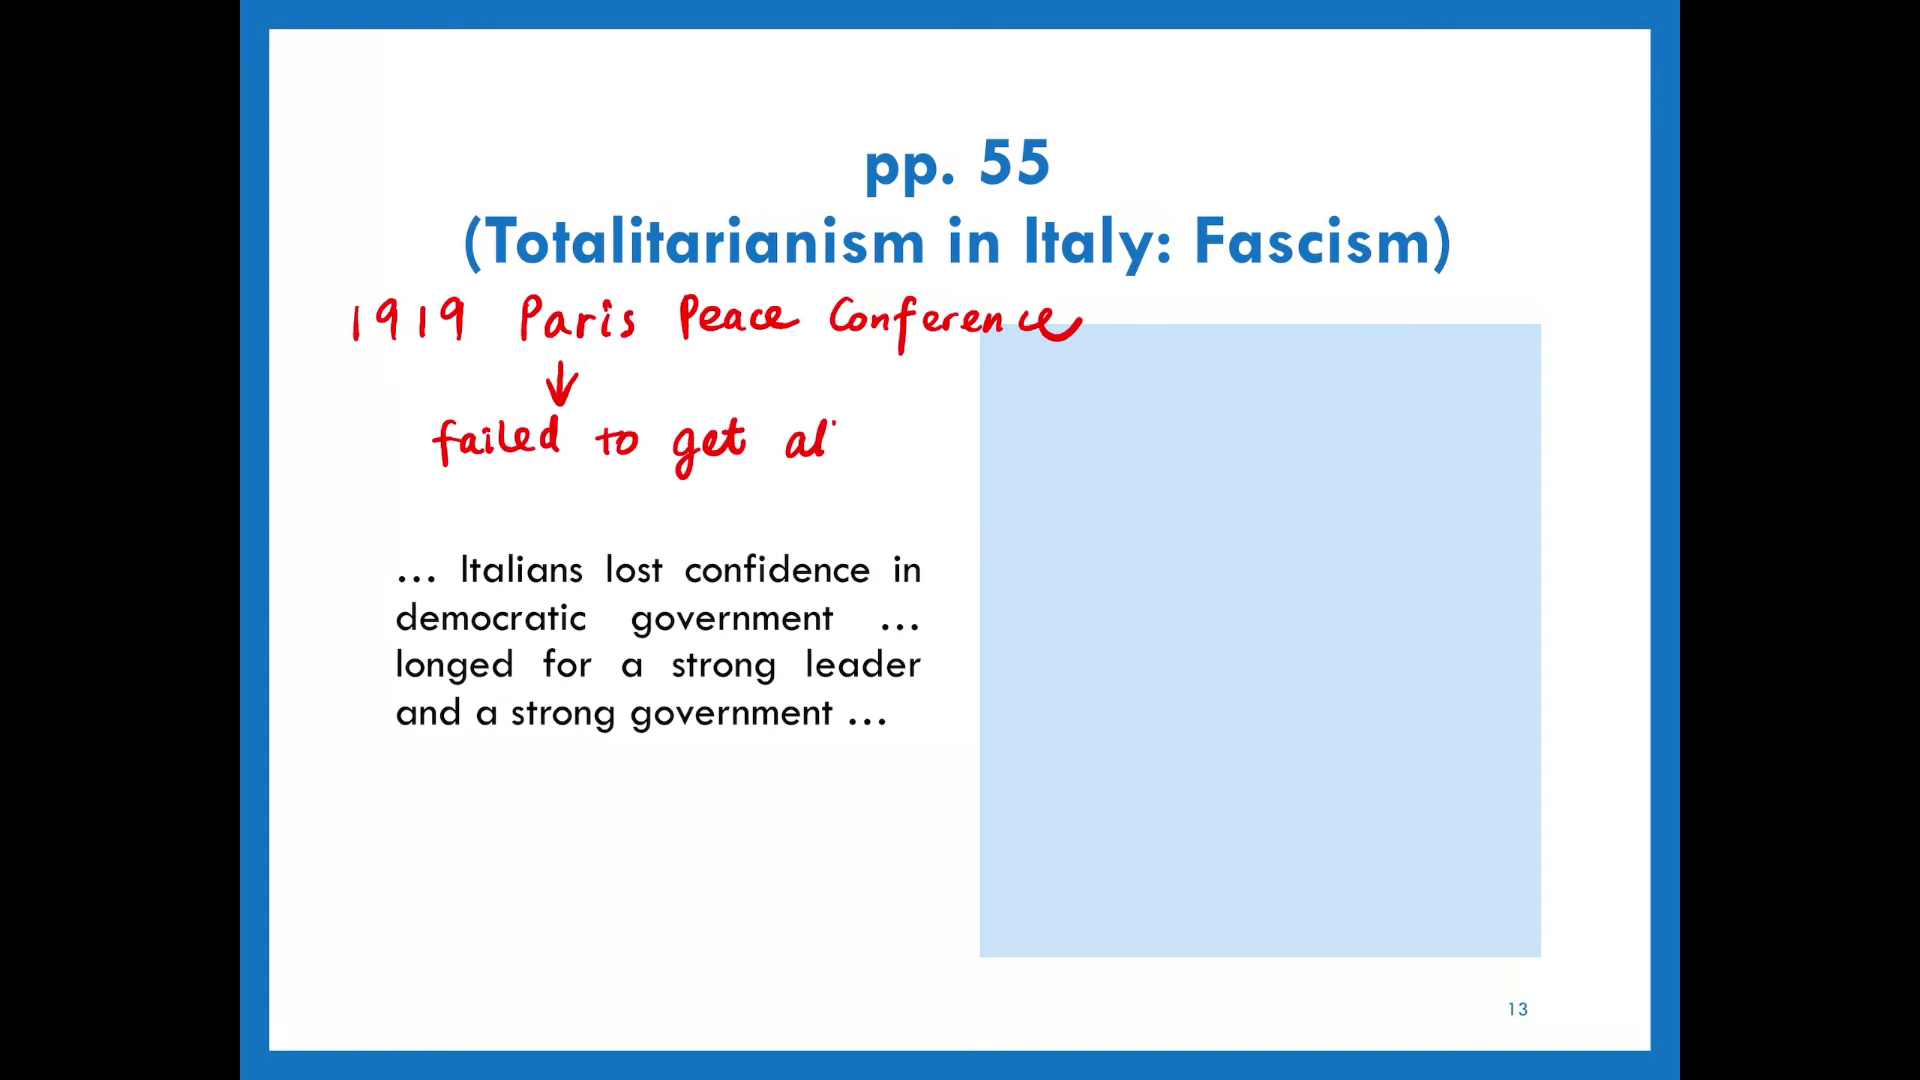 pp. 55
(Totalitarianism in Italy: Fascism)
1919 Paris Peace Conference
↓
failed to get al
... Italians lost confidence in
democratic government ...
longed for a strong leader
and a strong government ...
13